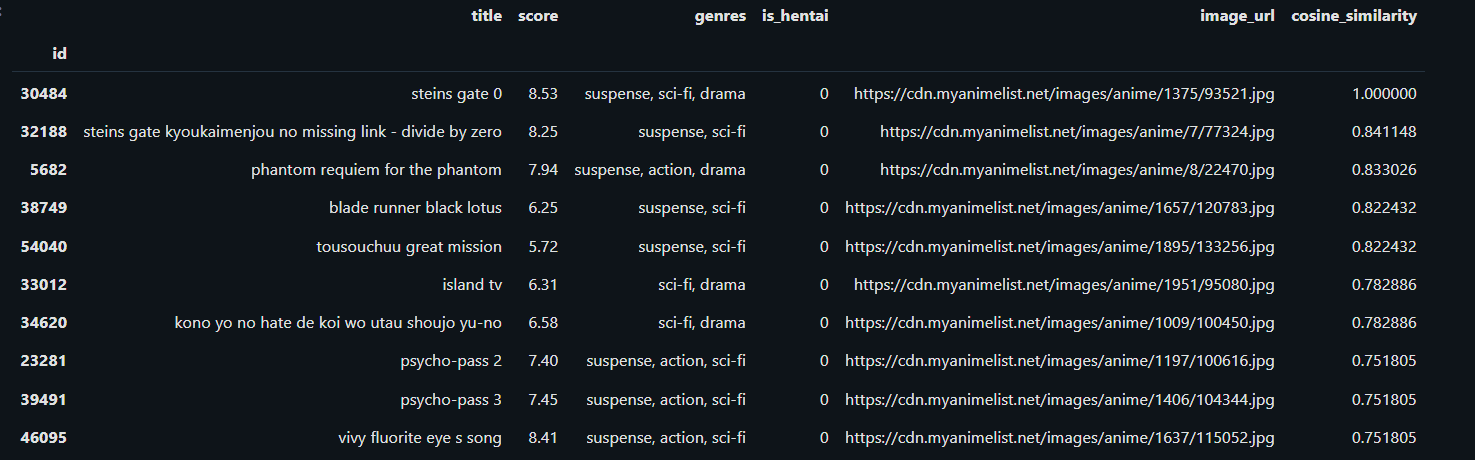 title score genres is_hentai image_url cosine_similarity
id
30484 steins gate 0 8.53 suspense, sci-fi, drama 0 https://cdn.myanimelist.net/images/anime/1375/93521.jpg 1.000000
32188 steins gate kyoukaimenjou no missing link - divide by zero 8.25 suspense, sci-fi 0 https://cdn.myanimelist.net/images/anime/7/77324.jpg 0.841148
5682 phantom requiem for the phantom 7.94 suspense, action, drama 0 https://cdn.myanimelist.net/images/anime/8/22470.jpg 0.833026
38749 blade runner black lotus 6.25 suspense, sci-fi 0 https://cdn.myanimelist.net/images/anime/1657/120783.jpg 0.822432
54040 tousouchuu great mission 5.72 suspense, sci-fi 0 https://cdn.myanimelist.net/images/anime/1895/133256.jpg 0.822432
33012 island tv 6.31 sci-fi, drama 0 https://cdn.myanimelist.net/images/anime/1951/95080.jpg 0.782886
34620 kono yo no hate de koi wo utau shoujo yu-no 6.58 sci-fi, drama 0 https://cdn.myanimelist.net/images/anime/1009/100450.jpg 0.782886
23281 psycho-pass 2 7.40 suspense, action, sci-fi 0 https://cdn.myanimelist.net/images/anime/1197/100616.jpg 0.751805
39491 psycho-pass 3 7.45 suspense, action, sci-fi 0 https://cdn.myanimelist.net/images/anime/1406/104344.jpg 0.751805
46095 vivy fluorite eye s song 8.41 suspense, action, sci-fi 0 https://cdn.myanimelist.net/images/anime/1637/115052.jpg 0.751805